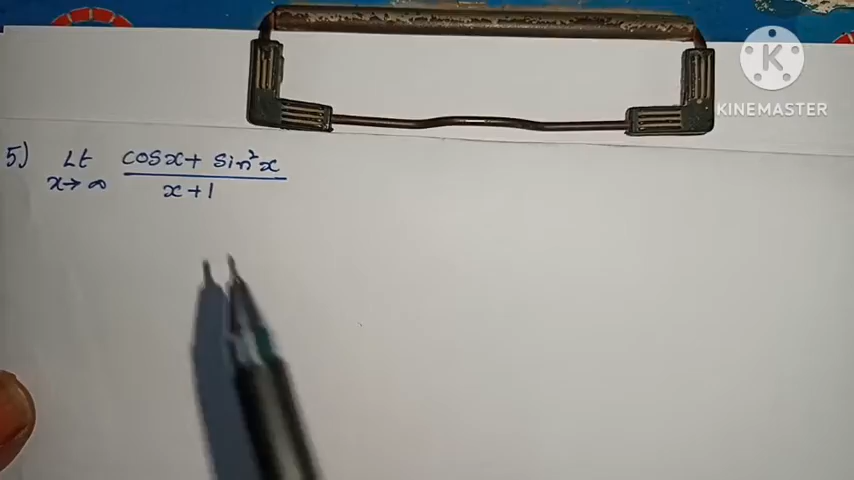 KINEMASTER
5) Lt cosx + sin²x
x→∞ x+1